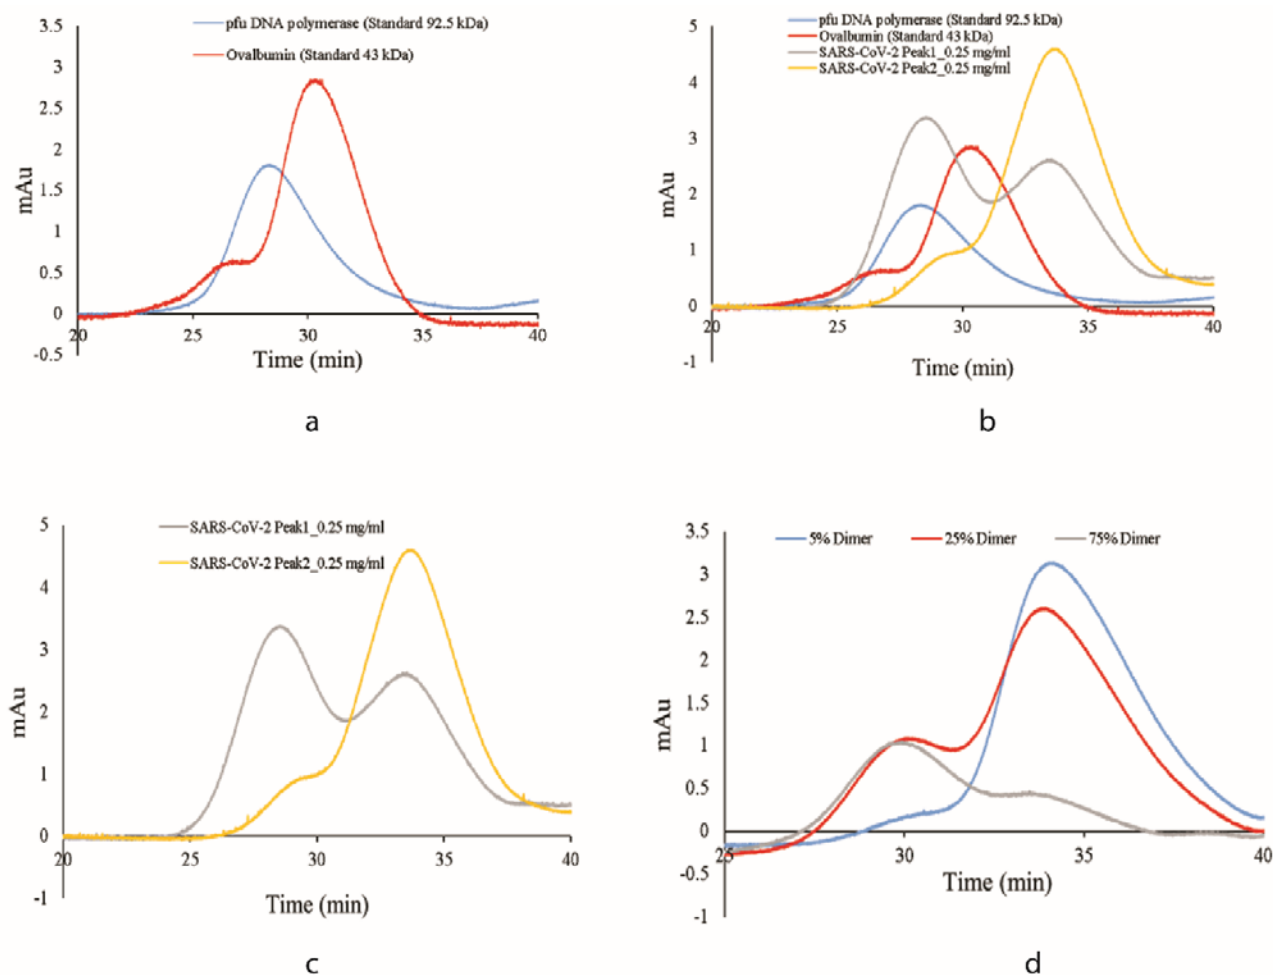 pfu DNA polymerase (Standard 92.5 kDa)
Ovalbumin (Standard 43 kDa)
3.5
3
2.5
2
1.5
1
0.5
0
-0.5
mAu
20
25
30
35
40
Time (min)
a
pfu DNA polymerase (Standard 92.5 kDa)
Ovalbumin (Standard 43 kDa)
SARS-CoV-2 Peak1_0.25 mg/ml
SARS-CoV-2 Peak2_0.25 mg/ml
5
4
3
2
1
0
-1
mAu
20
25
30
35
40
Time (min)
b
SARS-CoV-2 Peak1_0.25 mg/ml
SARS-CoV-2 Peak2_0.25 mg/ml
5
4
3
2
1
0
-1
mAu
20
25
30
35
40
Time (min)
c
5% Dimer 25% Dimer 75% Dimer
3.5
3
2.5
2
1.5
1
0.5
0
-0.5
-1
mAu
25
30
35
40
Time (min)
d